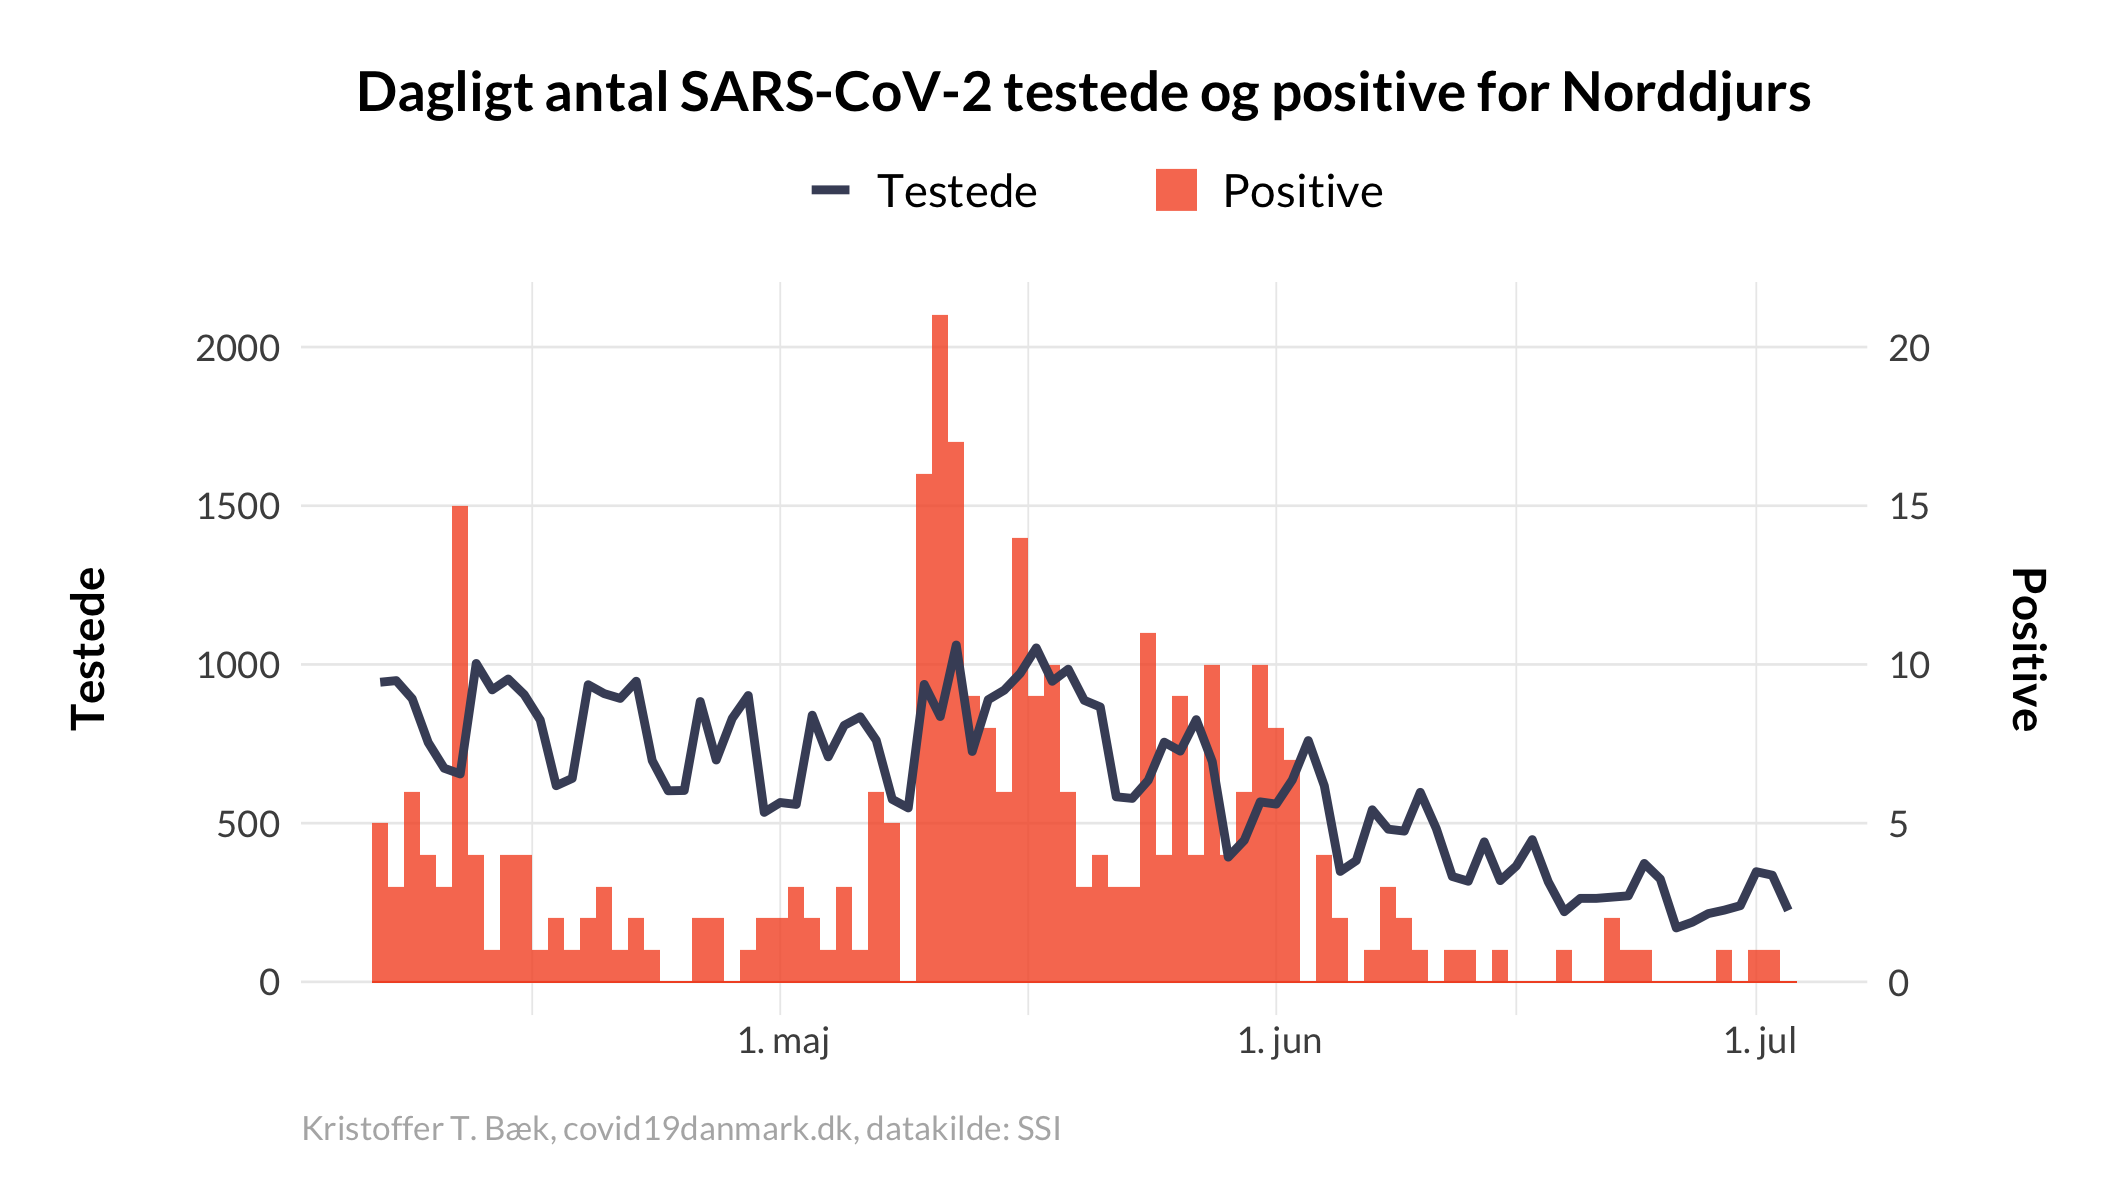 Dagligt antal SARS-CoV-2 testede og positive for Norddjurs
Testede
Positive
2000
20
1500
15
1000
10
500
5
0
0
Testede
Positive
1. maj
1. jun
1. jul
Kristoffer T. Bæk, covid19danmark.dk, datakilde: SSI